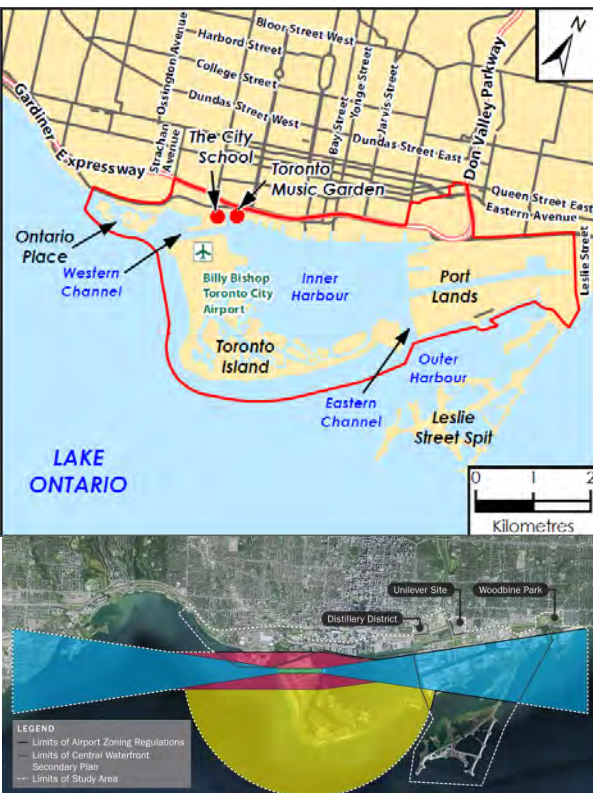 Bloor Street West
Harbord Street
College Street
Dundas Street West
Ossington Avenue
Strachan
Avenue
Gardiner
Expressway
Bay Street
Yonge Street
Jarvis Street
Dundas Street East
Don Valley Parkway
N
Queen Street East
Eastern Avenue
Leslie Street
The City
School
Toronto
Music Garden
Ontario
Place
Western
Channel
Billy Bishop
Toronto City
Airport
Inner
Harbour
Port
Lands
Toronto
Island
Outer
Harbour
Eastern
Channel
Leslie
Street Spit
LAKE
ONTARIO
0 1 2
Kilometres
Distillery District
Unilever Site
Woodbine Park
LEGEND
Limits of Airport Zoning Regulations
Limits of Central Waterfront
Secondary Plan
Limits of Study Area